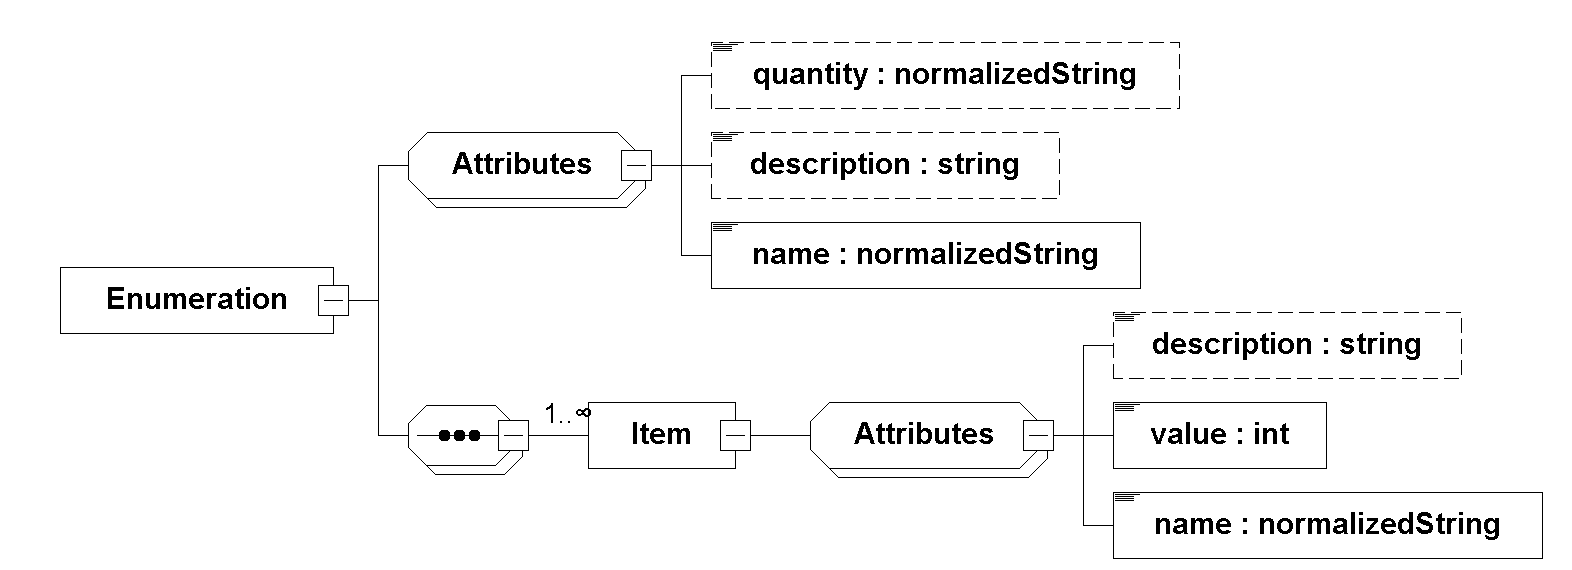 quantity : normalizedString
Attributes
description : string
name : normalizedString
Enumeration
description : string
1..∞
Item
Attributes
value : int
name : normalizedString